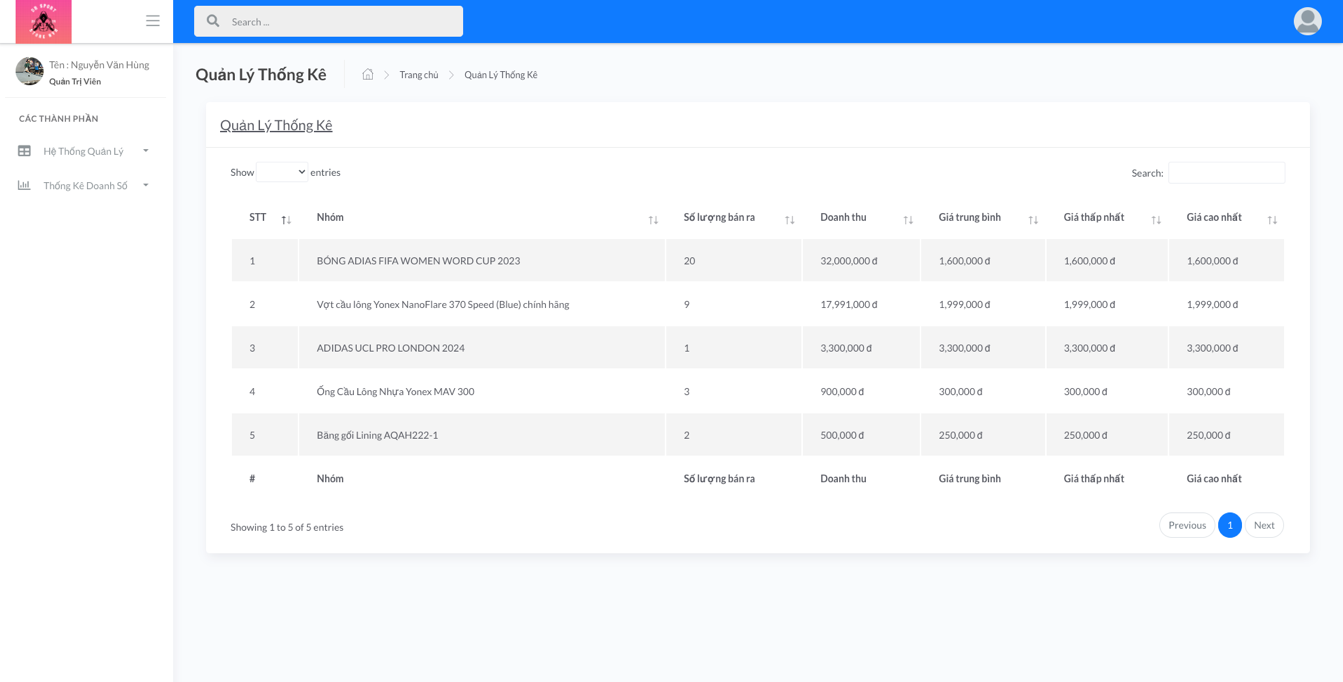 Search ...
Tên : Nguyễn Văn Hùng
Quản Trị Viên
CÁC THÀNH PHẦN
Hệ Thống Quản Lý
Thống Kê Doanh Số
Quản Lý Thống Kê
Trang chủ
Quản Lý Thống Kê
Quản Lý Thống Kê
Show entries
Search:
STT Nhóm Số lượng bán ra Doanh thu Giá trung bình Giá thấp nhất Giá cao nhất
1 BÓNG ADIAS FIFA WOMEN WORD CUP 2023 20 32,000,000 đ 1,600,000 đ 1,600,000 đ 1,600,000 đ
2 Vợt cầu lông Yonex NanoFlare 370 Speed (Blue) chính hãng 9 17,991,000 đ 1,999,000 đ 1,999,000 đ 1,999,000 đ
3 ADIDAS UCL PRO LONDON 2024 1 3,300,000 đ 3,300,000 đ 3,300,000 đ 3,300,000 đ
4 Ống Cầu Lông Nhựa Yonex MAV 300 3 900,000 đ 300,000 đ 300,000 đ 300,000 đ
5 Băng gối Lining AQAH222-1 2 500,000 đ 250,000 đ 250,000 đ 250,000 đ
# Nhóm Số lượng bán ra Doanh thu Giá trung bình Giá thấp nhất Giá cao nhất
Showing 1 to 5 of 5 entries
Previous 1 Next